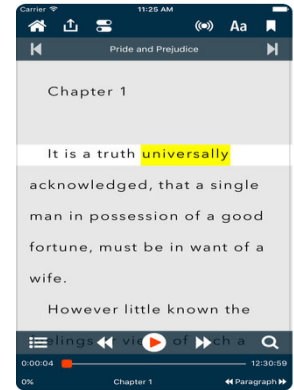 Carrier 11:25 AM
Aa
Pride and Prejudice
Chapter 1
It is a truth universally
acknowledged, that a single
man in possession of a good
fortune, must be in want of a
wife.
However little known the
of a
0:00:04 12:30:59
0% Chapter 1 Paragraph